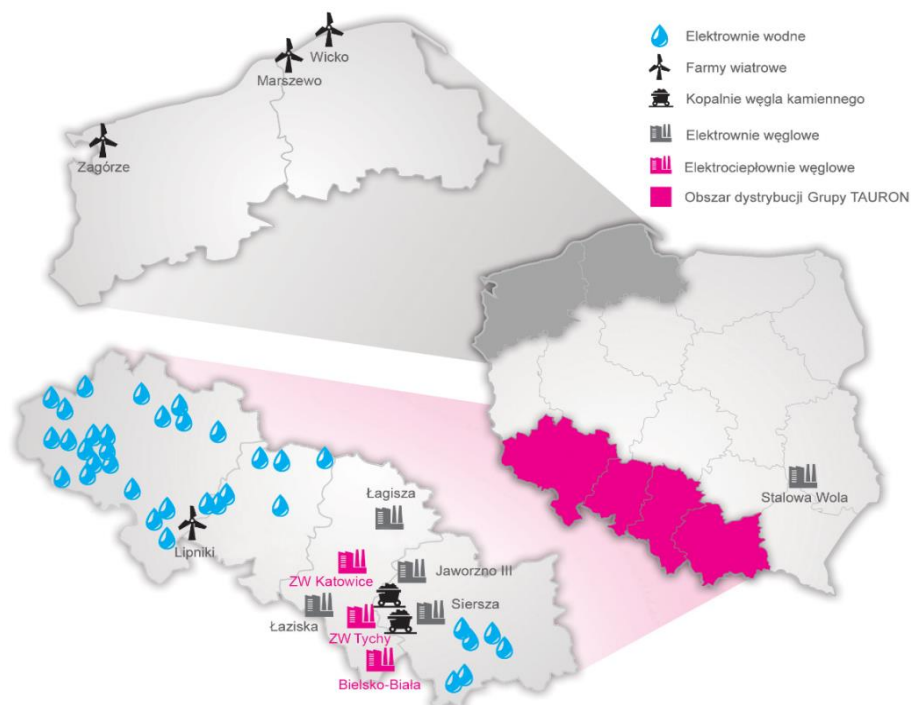 Wicko
Marszewo
Zagórze
Elektrownie wodne
Farmy wiatrowe
Kopalnie węgla kamiennego
Elektrownie węglowe
Elektrociepłownie węglowe
Obszar dystrybucji Grupy TAURON
Stalowa Wola
Łagisza
Lipniki
ZW Katowice
Jaworzno III
Siersza
Łaziska
ZW Tychy
Bielsko-Biała